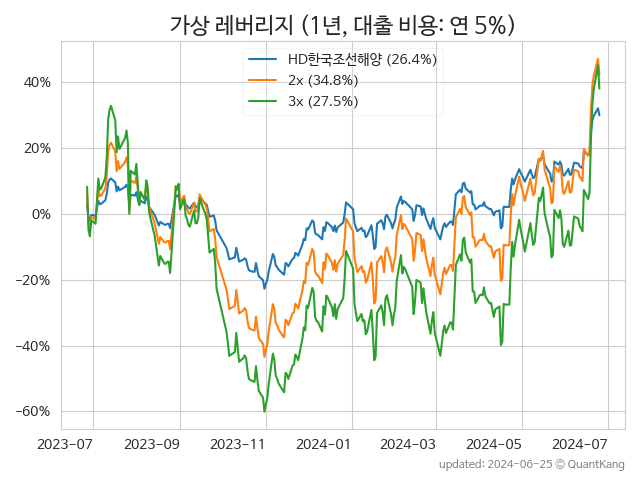 가상 레버리지 (1년, 대출 비용: 연 5%)
HD한국조선해양 (26.4%)
2x (34.8%)
3x (27.5%)
40%
20%
0%
−20%
−40%
−60%
2023-07 2023-09 2023-11 2024-01 2024-03 2024-05 2024-07
updated: 2024-06-25 ⓒ QuantKang